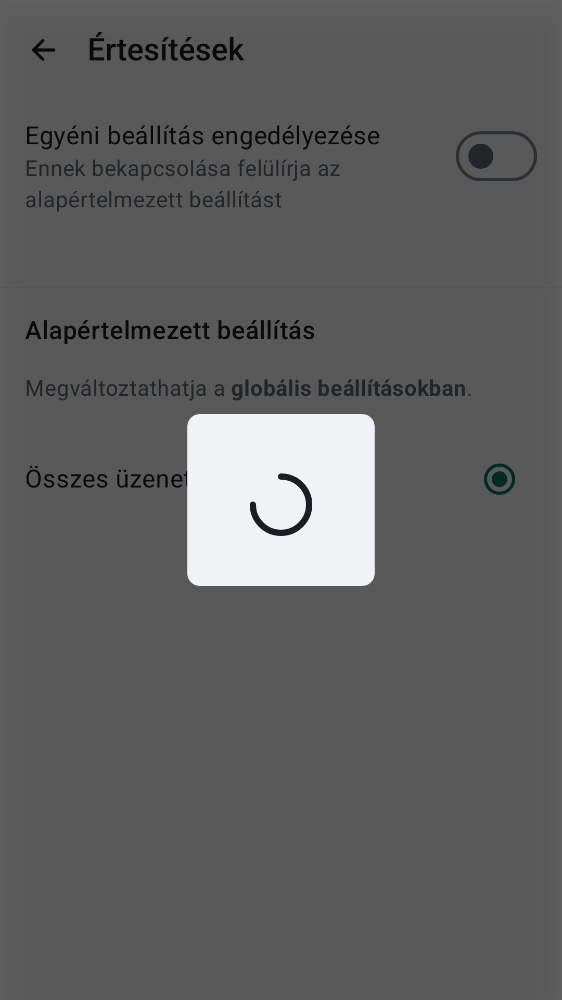 Értesítések
Egyéni beállítás engedélyezése
Ennek bekapcsolása felülírja az
alapértelmezett beállítást
Alapértelmezett beállítás
Megváltoztathatja a globális beállításokban.
Összes üzenet